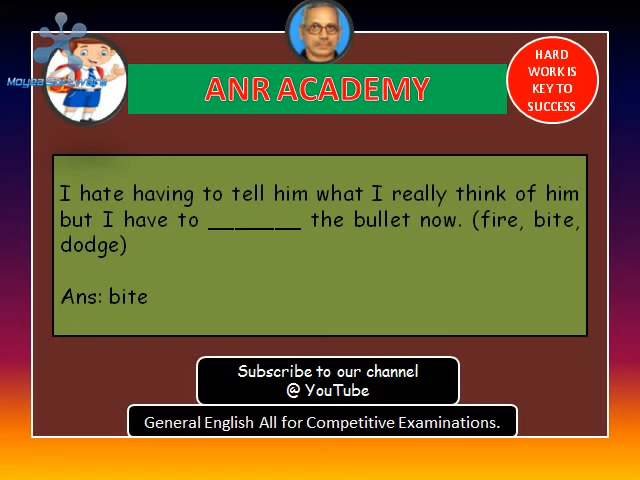 Moyea Software
ANR ACADEMY
HARD
WORK IS
KEY TO
SUCCESS
I hate having to tell him what I really think of him
but I have to _______ the bullet now. (fire, bite,
dodge)
Ans: bite
Subscribe to our channel
@ YouTube
General English All for Competitive Examinations.